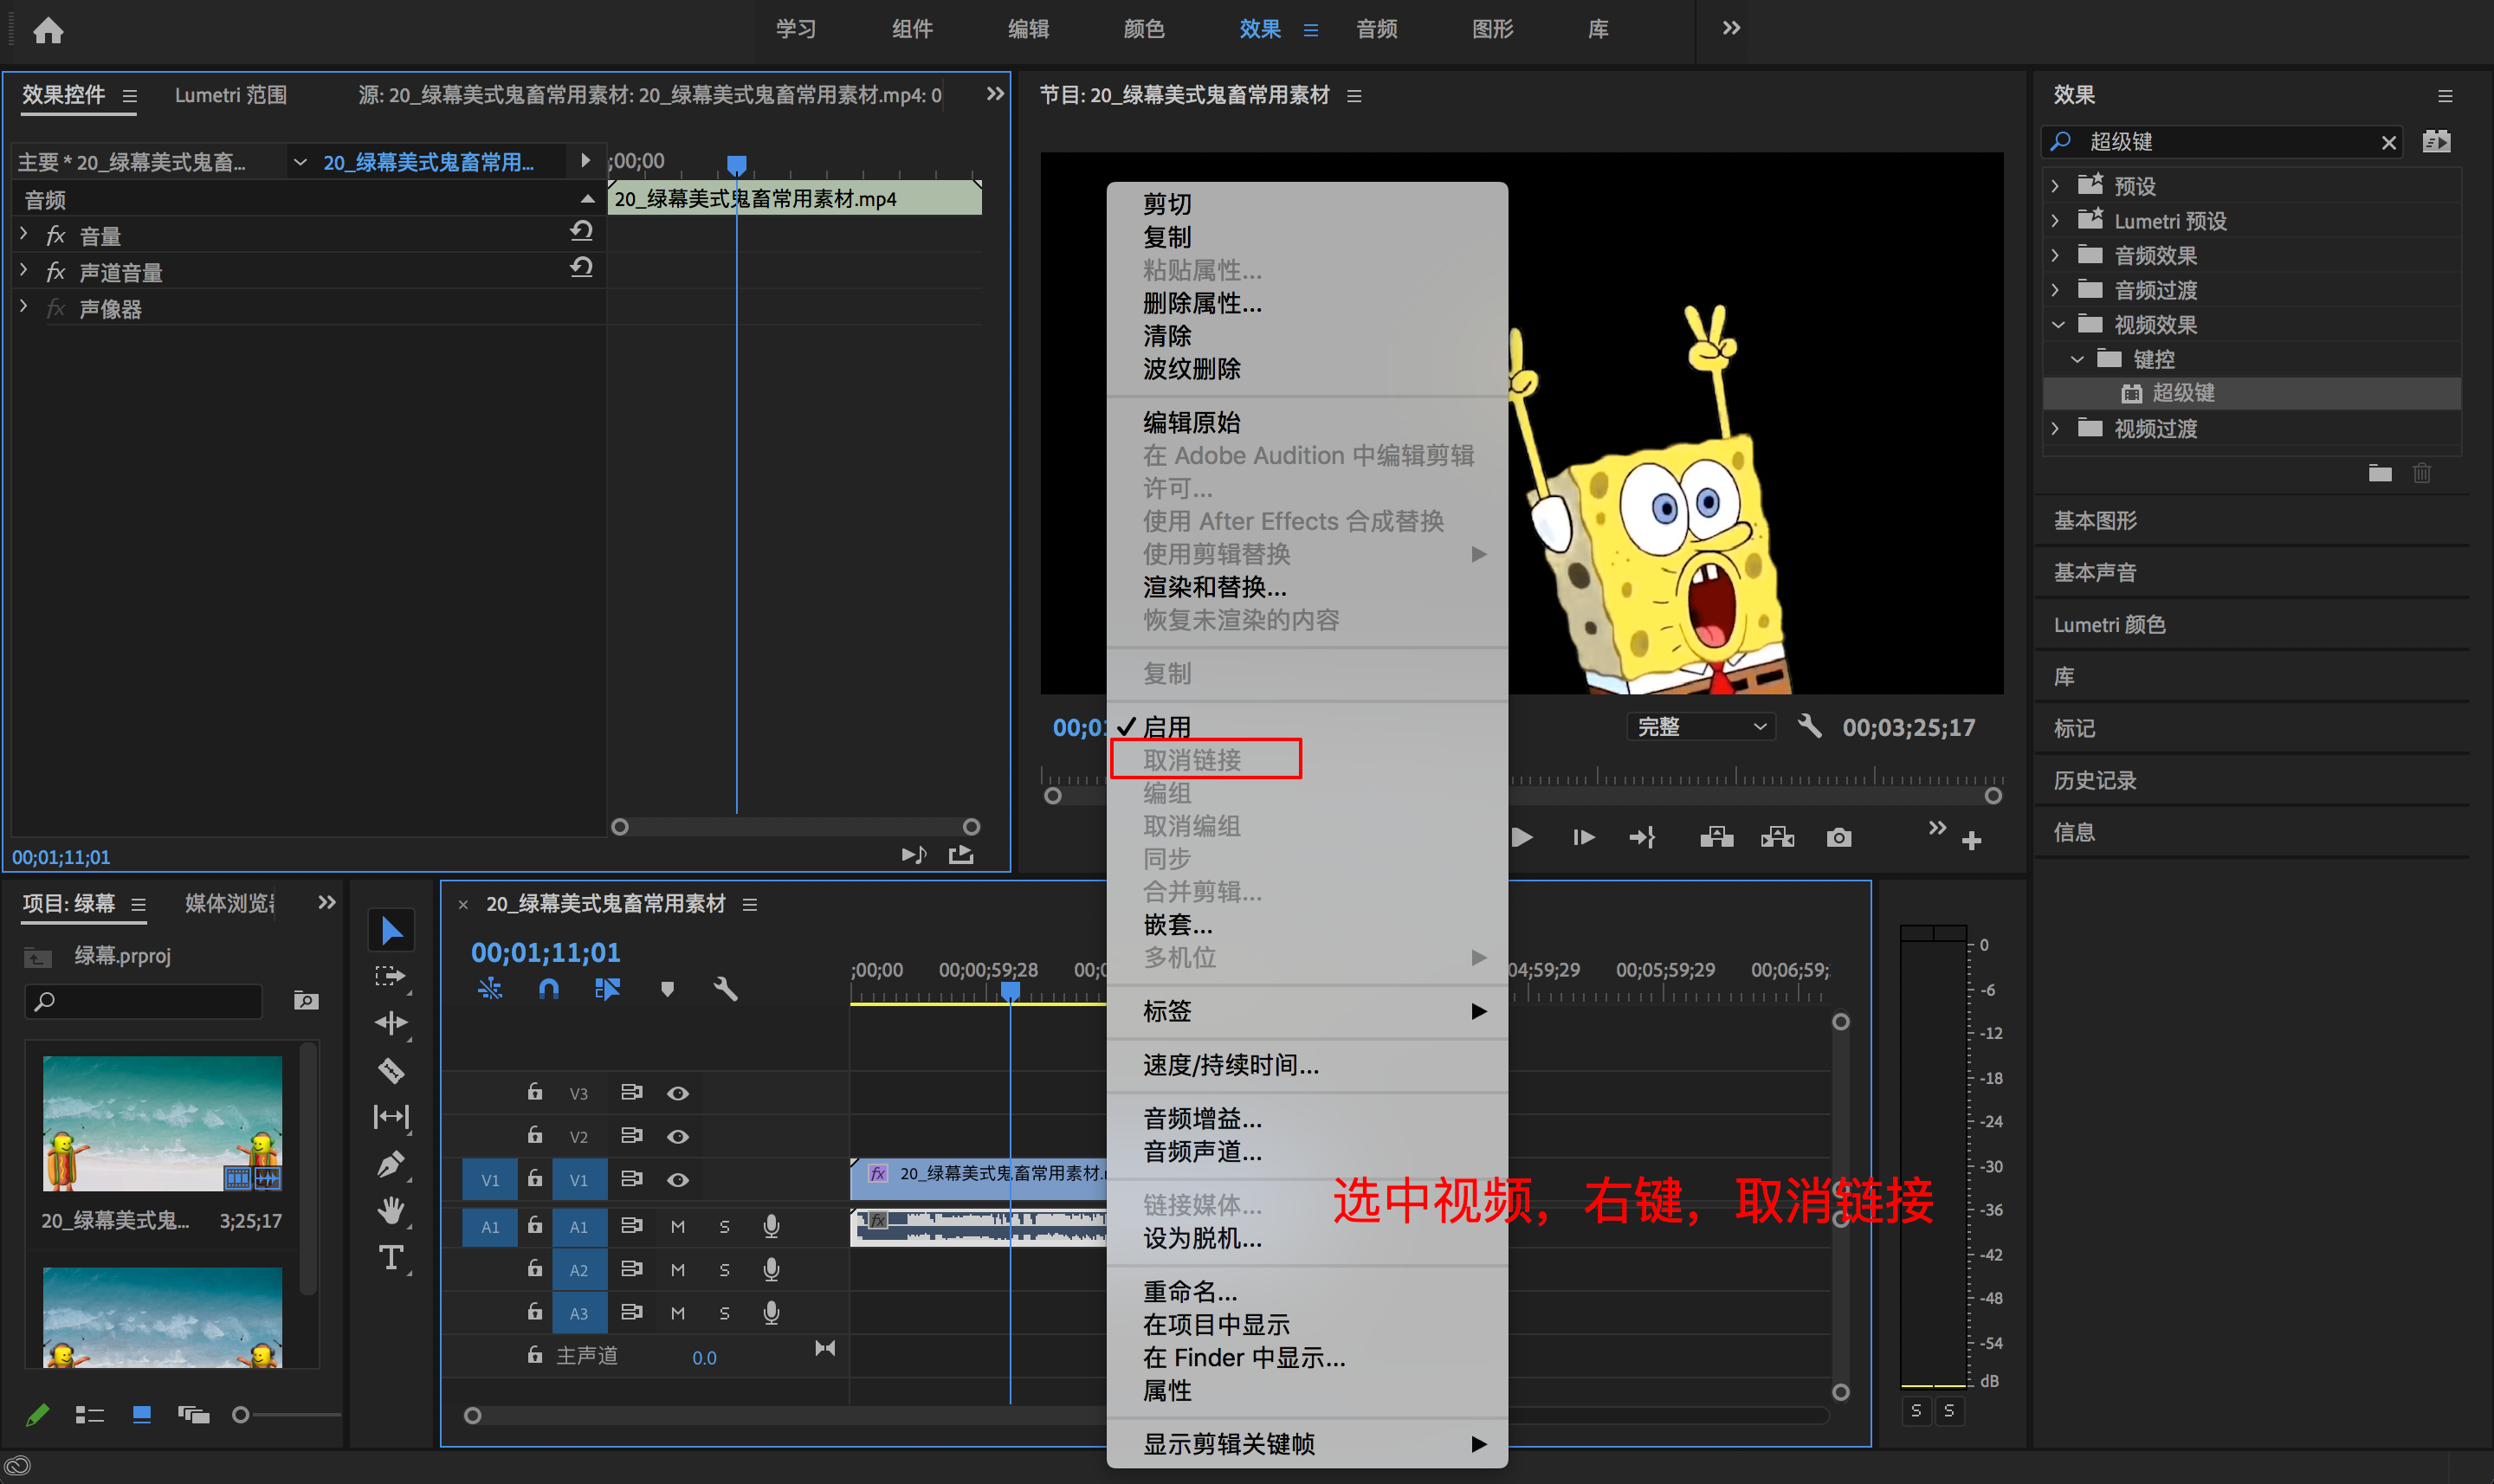 学习 组件 编辑 颜色 效果 音频 图形 库
效果控件 Lumetri 范围 源: 20_绿幕美式鬼畜常用素材: 20_绿幕美式鬼畜常用素材.mp4: 0
主要 * 20_绿幕美式鬼畜... 20_绿幕美式鬼畜常用... ;00;00
音频 20_绿幕美式鬼畜常用素材.mp4
fx 音量
fx 声道音量
fx 声像器
00;01;11;01
节目: 20_绿幕美式鬼畜常用素材
00;0
完整 00;03;25;17
剪切
复制
粘贴属性...
删除属性...
清除
波纹删除
编辑原始
在 Adobe Audition 中编辑剪辑
许可...
使用 After Effects 合成替换
使用剪辑替换
渲染和替换...
恢复未渲染的内容
复制
启用
取消链接
编组
取消编组
同步
合并剪辑...
嵌套...
多机位
标签
速度/持续时间...
音频增益...
音频声道...
链接媒体...
设为脱机...
重命名...
在项目中显示
在 Finder 中显示...
属性
显示剪辑关键帧
选中视频，右键，取消链接
效果
超级键
预设
Lumetri 预设
音频效果
音频过渡
视频效果
键控
超级键
视频过渡
基本图形
基本声音
Lumetri 颜色
库
标记
历史记录
信息
项目: 绿幕 媒体浏览
绿幕.prproj
20_绿幕美式鬼... 3;25;17
T
20_绿幕美式鬼畜常用素材
00;01;11;01
;00;00 00;00;59;28 00;0 04;59;29 00;05;59;29 00;06;59;
V3
V2
V1 V1 fx 20_绿幕美式鬼畜常用素材.
A1 A1 M S fx
A2 M S
A3 M S
主声道 0.0
0
-6
-12
-18
-24
-30
-36
-42
-48
-54
dB
S S